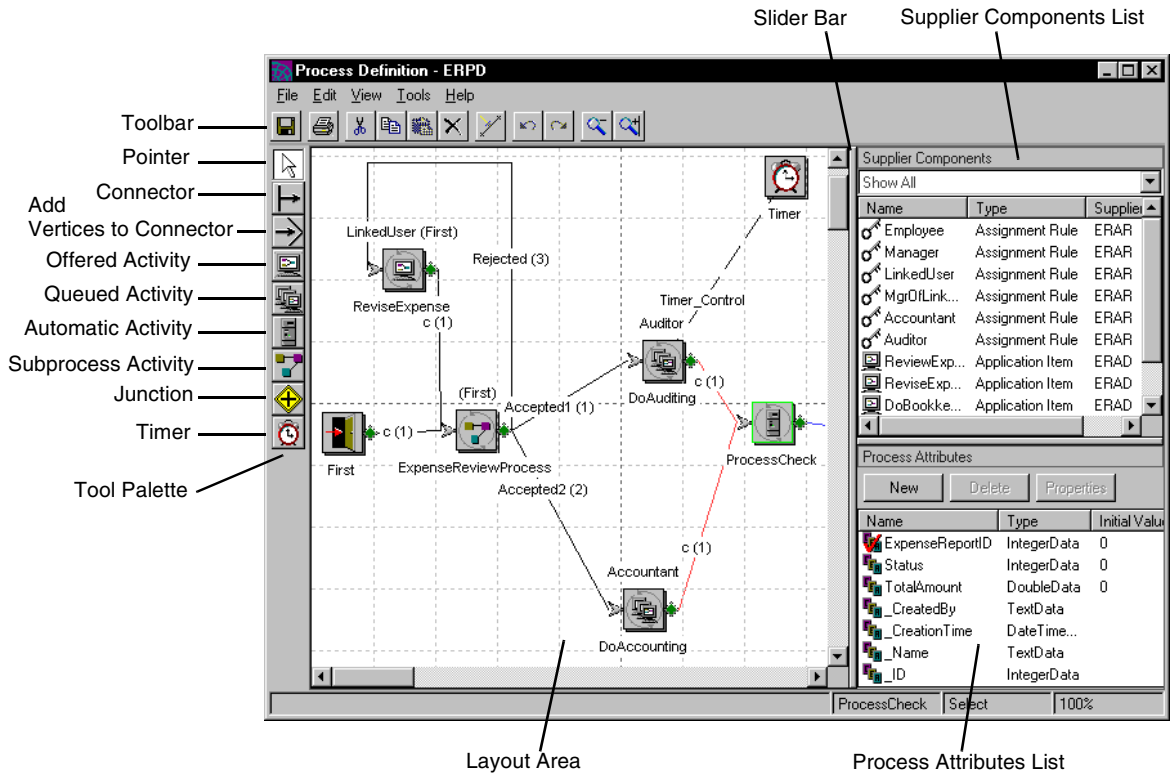 Slider Bar
Supplier Components List
Process Definition - ERPD
File Edit View Tools Help
Toolbar
Pointer
Connector
Add
Vertices to Connector
Offered Activity
Queued Activity
Automatic Activity
Subprocess Activity
Junction
Timer
Tool Palette
Timer
LinkedUser (First)
Rejected (3)
ReviseExpense
c (1)
Timer_Control
Auditor
c (1)
DoAuditing
(First)
Accepted1 (1)
c (1)
First
ExpenseReviewProcess
ProcessCheck
Accepted2 (2)
c (1)
Accountant
DoAccounting
Supplier Components
Show All
Name Type Supplier
Employee Assignment Rule ERAR
Manager Assignment Rule ERAR
LinkedUser Assignment Rule ERAR
MgrOfLink... Assignment Rule ERAR
Accountant Assignment Rule ERAR
Auditor Assignment Rule ERAR
ReviewExp... Application Item ERAD
ReviseExp... Application Item ERAD
DoBookke... Application Item ERAD
Process Attributes
New Delete Properties
Name Type Initial Value
ExpenseReportID IntegerData 0
Status IntegerData 0
TotalAmount DoubleData 0
_CreatedBy TextData
_CreationTime DateTime...
_Name TextData
_ID IntegerData
ProcessCheck Select 100%
Layout Area
Process Attributes List